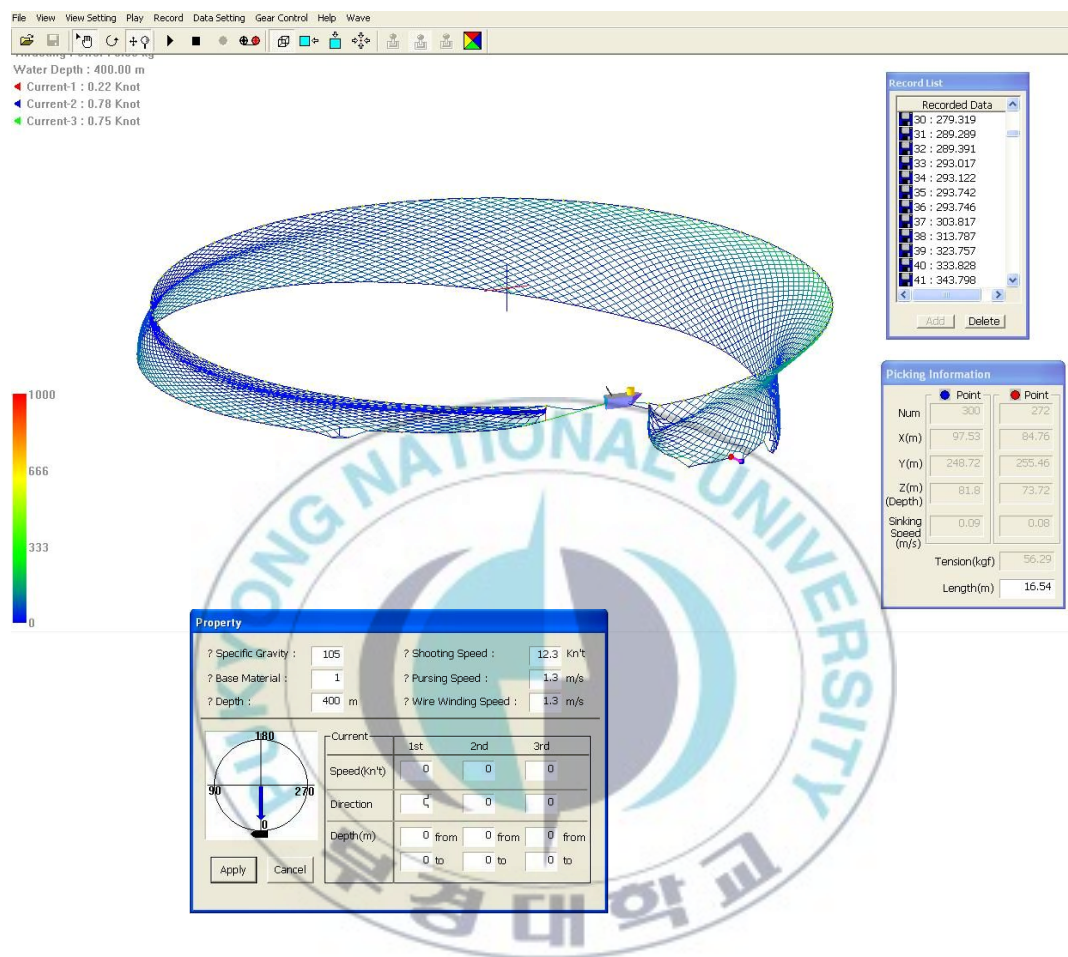 File View View Setting Play Record Data Setting Gear Control Help Wave
Water Depth : 400.00 m
Current-1 : 0.22 Knot
Current-2 : 0.78 Knot
Current-3 : 0.75 Knot
Record List
Recorded Data
30 : 279.319
31 : 289.289
32 : 289.391
33 : 293.017
34 : 293.122
35 : 293.742
36 : 293.746
37 : 303.817
38 : 313.787
39 : 323.757
40 : 333.828
41 : 343.798
Add Delete
Picking Information
Point Point
Num 300 272
X(m) 97.53 84.76
Y(m) 248.72 255.46
Z(m) (Depth) 81.8 73.72
Sinking Speed (m/s) 0.09 0.08
Tension(kgf) 56.29
Length(m) 16.54
1000
666
333
0
Property
? Specific Gravity : 105 ? Shooting Speed : 12.3 Kn't
? Base Material : 1 ? Pursing Speed : 1.3 m/s
? Depth : 400 m ? Wire Winding Speed : 1.3 m/s
180
90 270
0
Current
1st 2nd 3rd
Speed(Kn't) 0 0 0
Direction 0 0
Depth(m) 0 from 0 from 0 from
0 to 0 to 0 to
Apply Cancel
PUKYONG NATIONAL UNIVERSITY
부경대학교